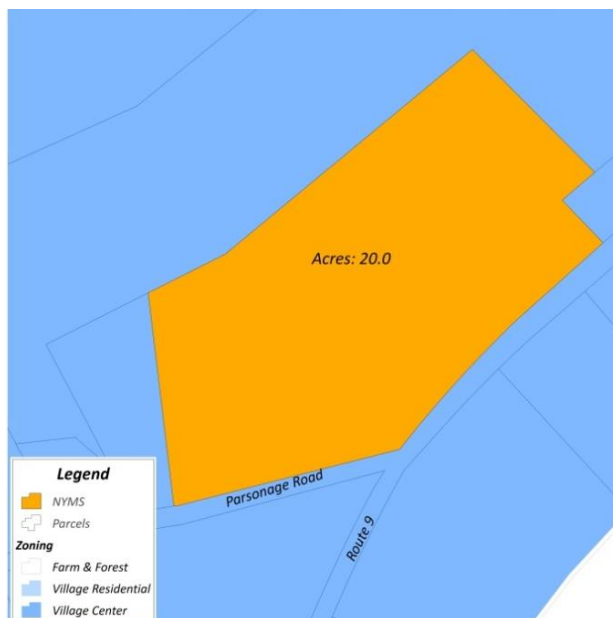 Acres: 20.0
Parsonage Road
Route 9
Legend
NYMS
Parcels
Zoning
Farm & Forest
Village Residential
Village Center